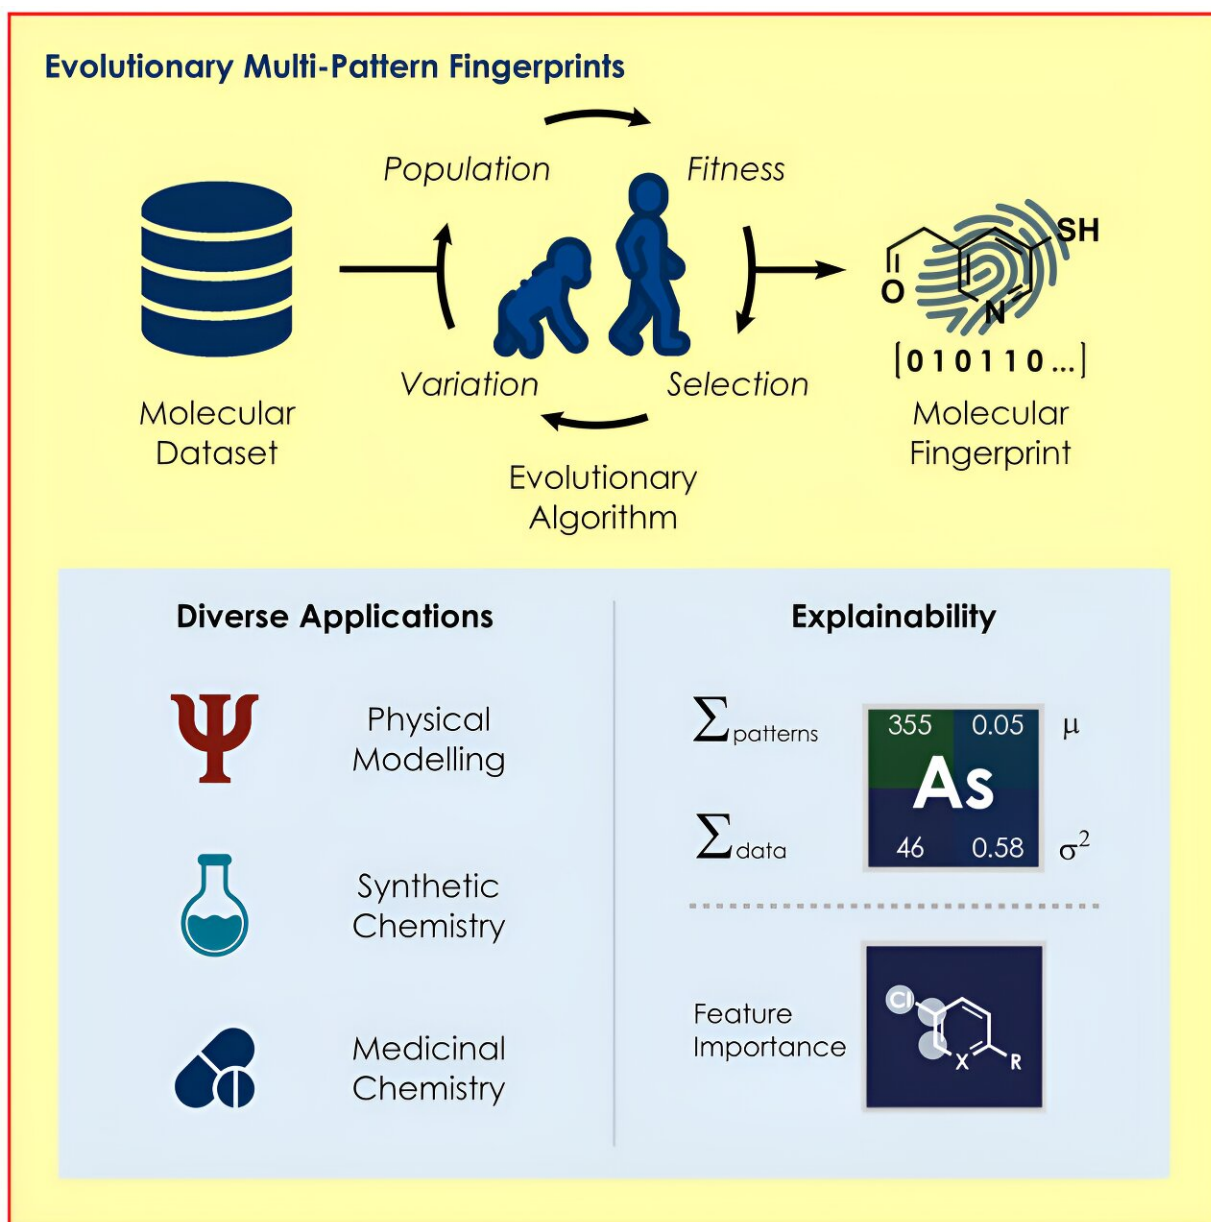 Evolutionary Multi-Pattern Fingerprints
Population
Fitness
SH
O
N
[0 1 0 1 1 0 ...]
Variation
Selection
Molecular
Dataset
Molecular
Fingerprint
Evolutionary
Algorithm
Diverse Applications
Ψ
Physical
Modelling
Synthetic
Chemistry
Medicinal
Chemistry
Explainability
Σpatterns
355 0.05 μ
As
Σdata
46 0.58 σ²
Feature
Importance
Cl
X R